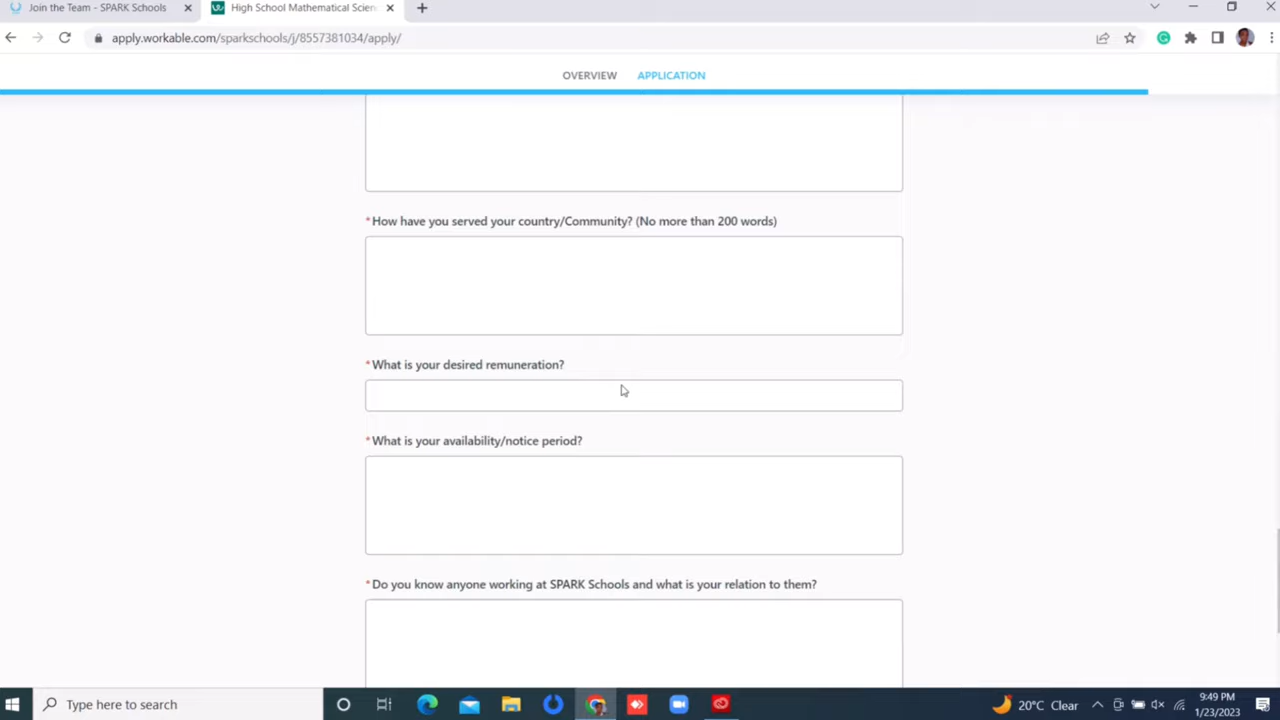 Join the Team - SPARK Schools
High School Mathematical Scien
apply.workable.com/sparkschools/j/8557381034/apply/
OVERVIEW
APPLICATION
*How have you served your country/Community? (No more than 200 words)
*What is your desired remuneration?
*What is your availability/notice period?
*Do you know anyone working at SPARK Schools and what is your relation to them?
Type here to search
20°C Clear
9:49 PM
1/23/2023